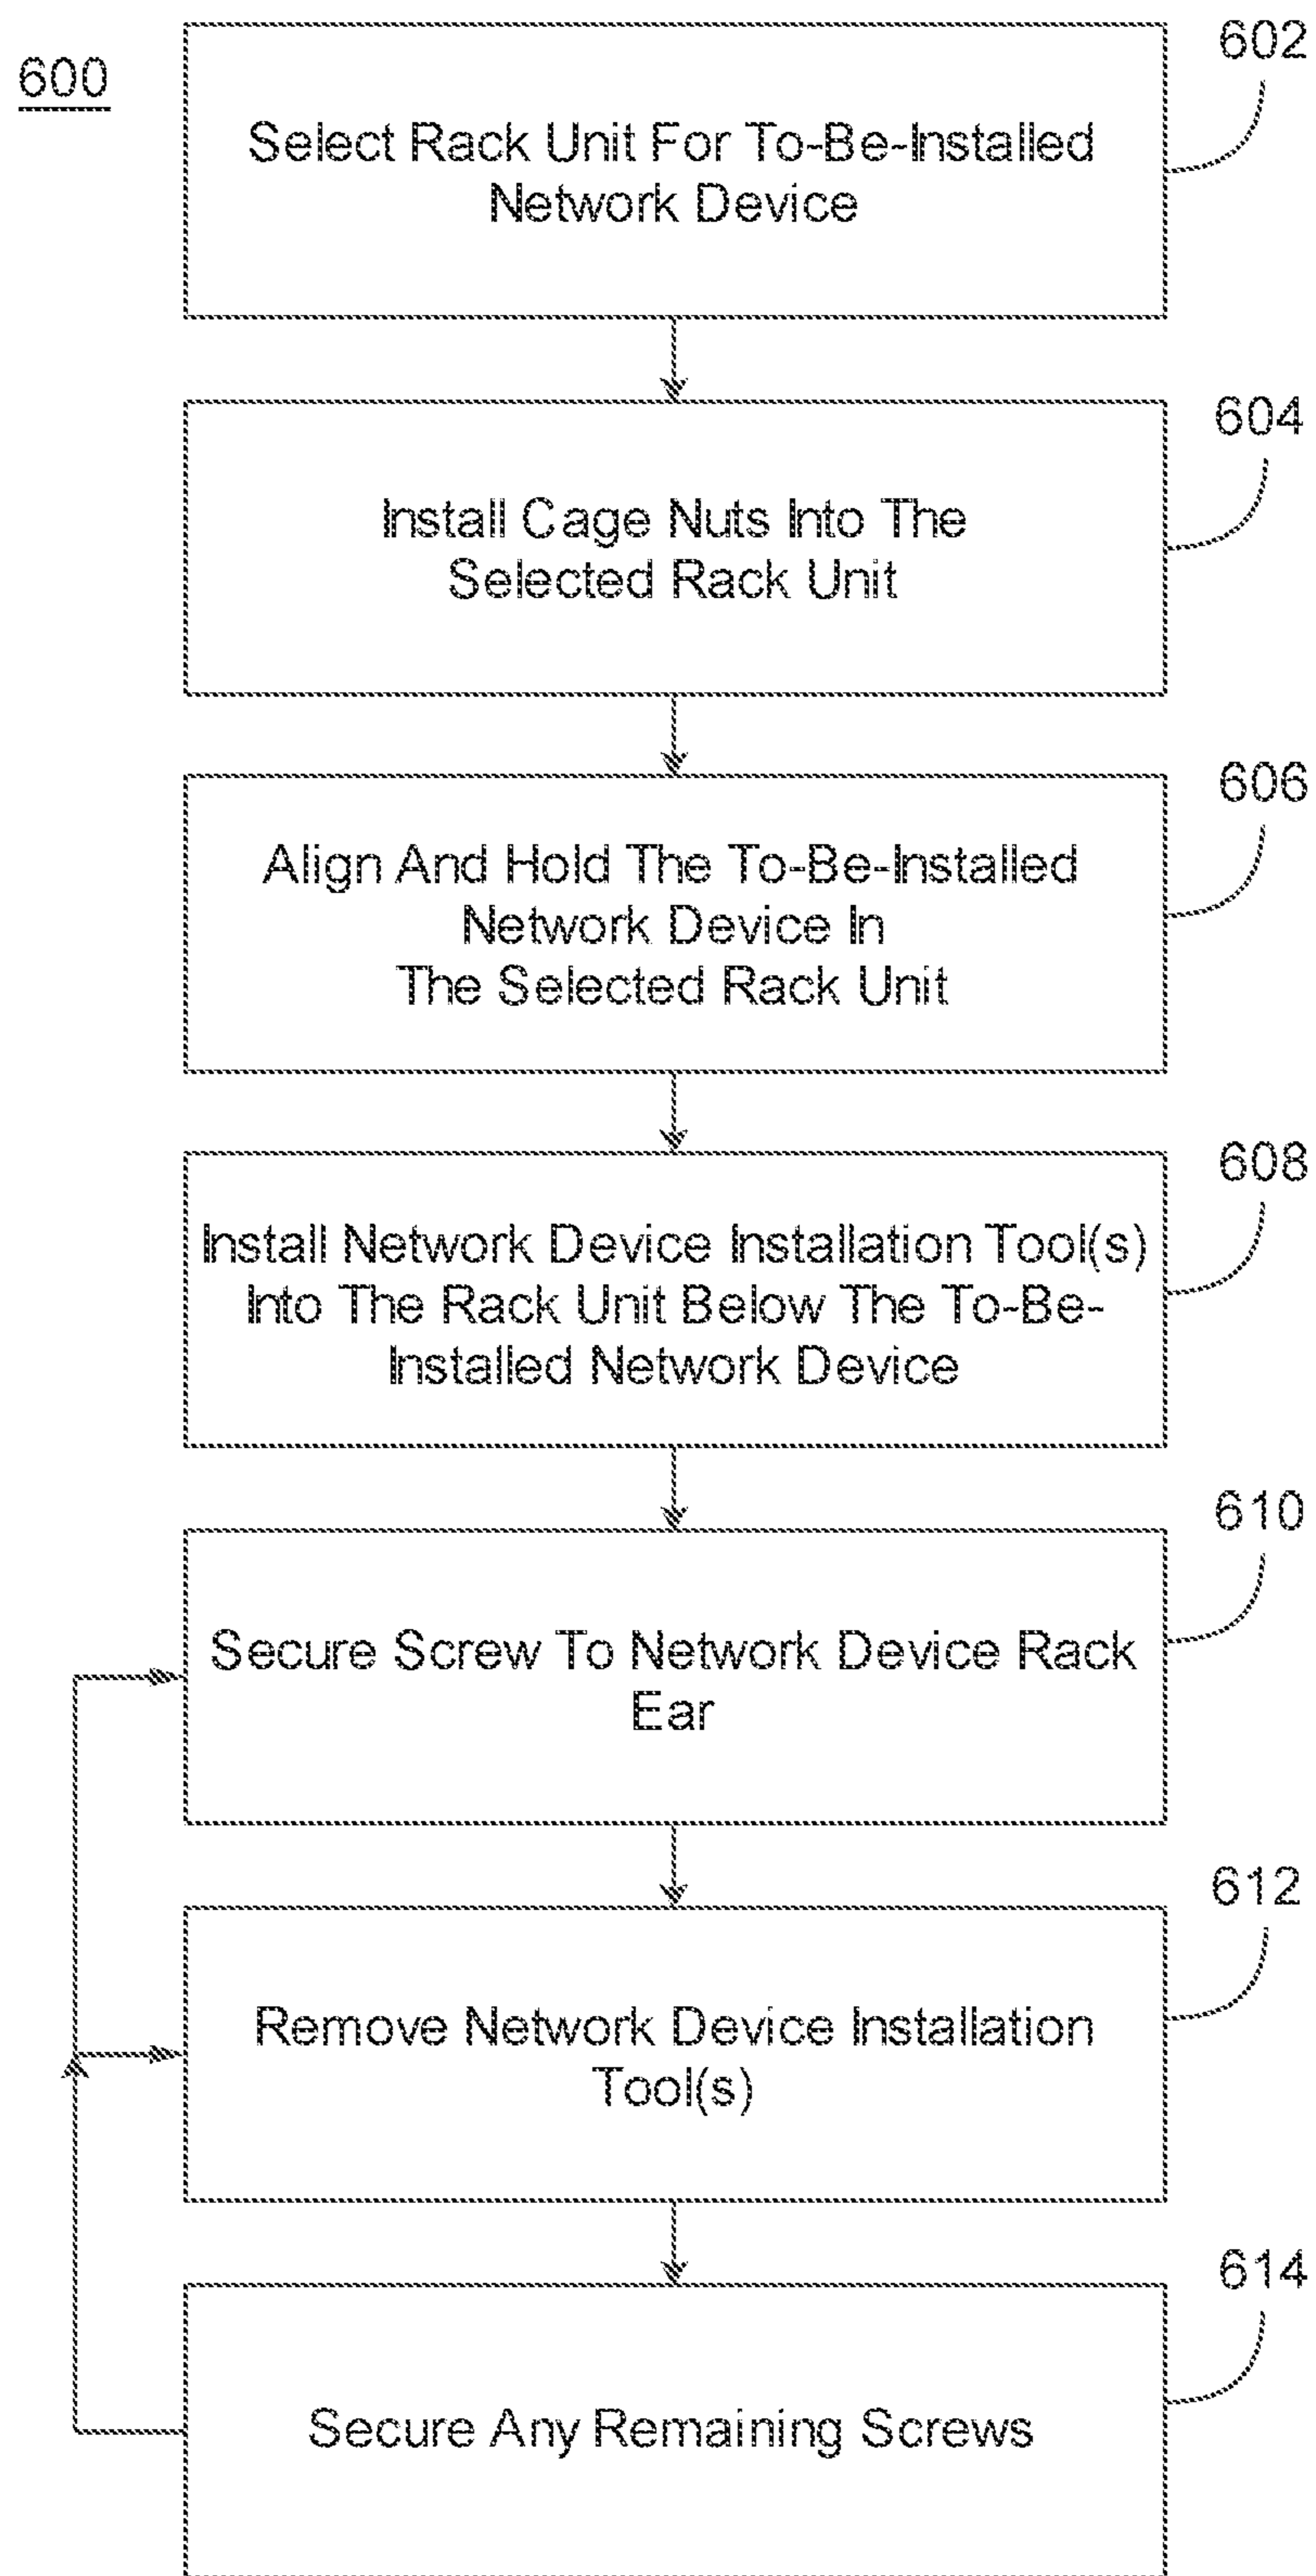 600
602
Select Rack Unit For To-Be-Installed
Network Device
604
Install Cage Nuts Into The
Selected Rack Unit
606
Align And Hold The To-Be-Installed
Network Device In
The Selected Rack Unit
608
Install Network Device Installation Tool(s)
Into The Rack Unit Below The To-Be-
Installed Network Device
610
Secure Screw To Network Device Rack
Ear
612
Remove Network Device Installation
Tool(s)
614
Secure Any Remaining Screws